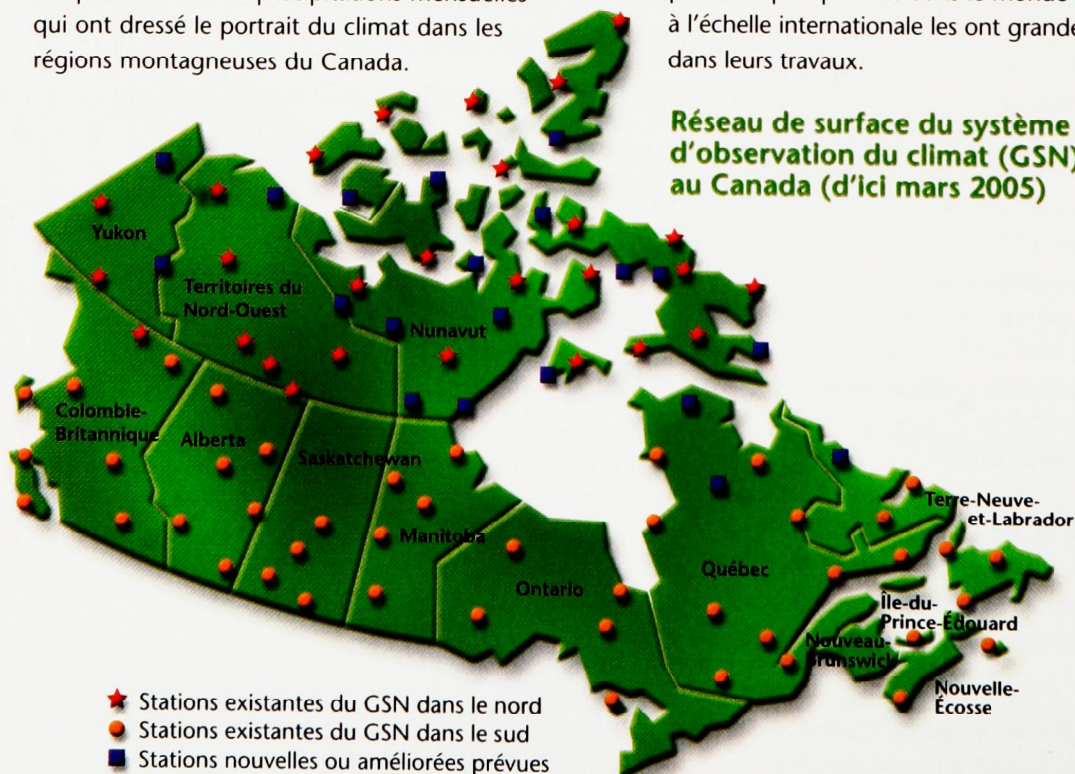 qui ont dressé le portrait du climat dans les
régions montagneuses du Canada.
à l'échelle internationale les ont grande
dans leurs travaux.
Réseau de surface du système
d'observation du climat (GSN)
au Canada (d'ici mars 2005)
Yukon
Territoires du
Nord-Ouest
Nunavut
Colombie-
Britannique
Alberta
Saskatchewan
Manitoba
Ontario
Québec
Terre-Neuve-
et-Labrador
Île-du-
Prince-Édouard
Nouveau-
Brunswick
Nouvelle-
Écosse
Stations existantes du GSN dans le nord
Stations existantes du GSN dans le sud
Stations nouvelles ou améliorées prévues